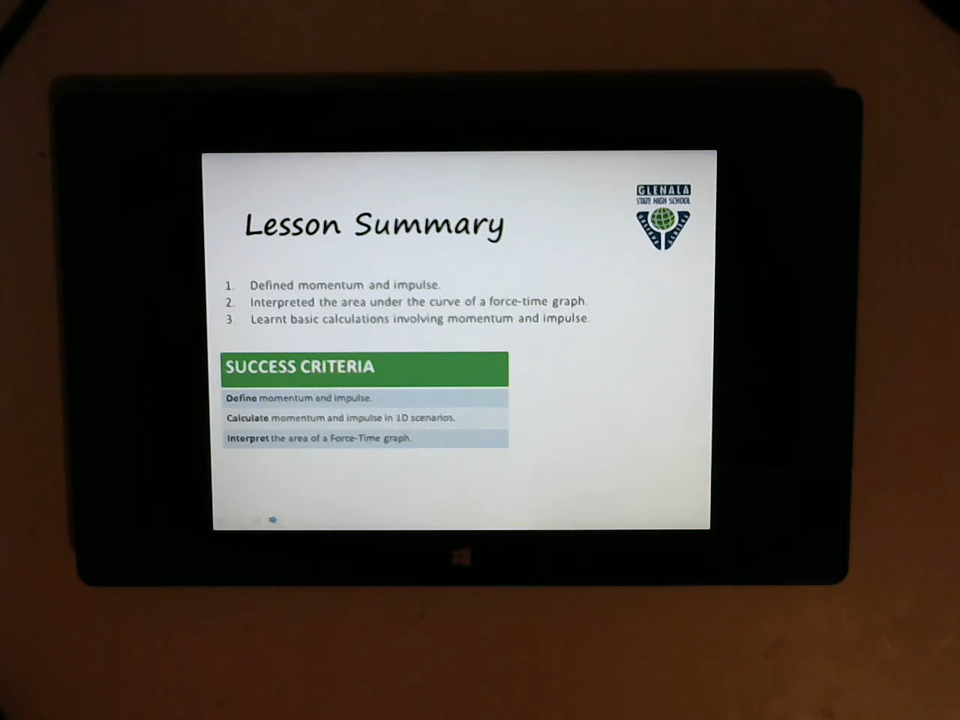 GLENALA
STATE HIGH SCHOOL
Lesson Summary
1. Defined momentum and impulse.
2. Interpreted the area under the curve of a force-time graph.
3. Learnt basic calculations involving momentum and impulse.
SUCCESS CRITERIA
Define momentum and impulse.
Calculate momentum and impulse in 1D scenarios.
Interpret the area of a Force-Time graph.